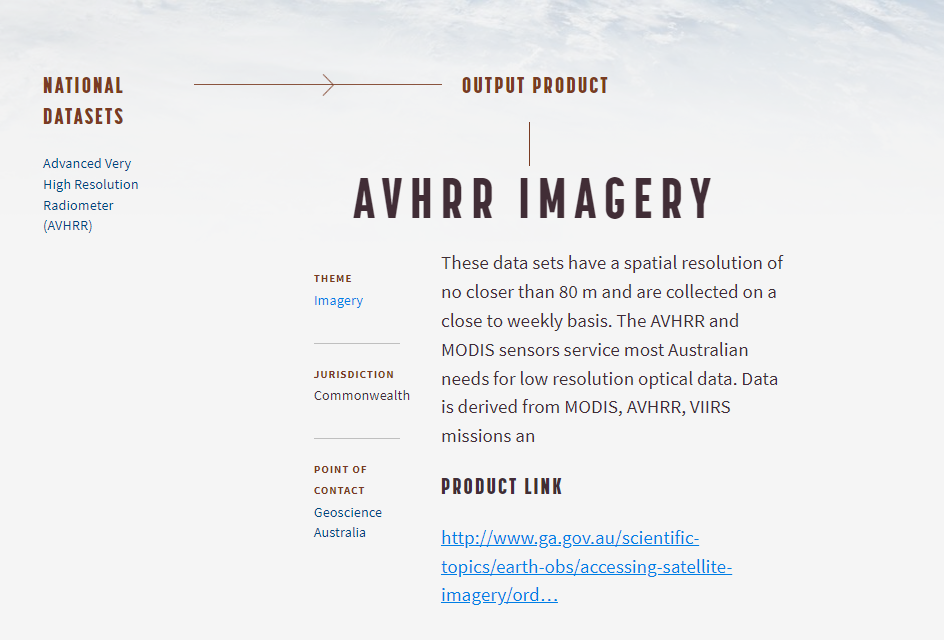 NATIONAL
DATASETS
Advanced Very
High Resolution
Radiometer
(AVHRR)
OUTPUT PRODUCT
AVHRR IMAGERY
THEME
Imagery
JURISDICTION
Commonwealth
POINT OF
CONTACT
Geoscience
Australia
These data sets have a spatial resolution of
no closer than 80 m and are collected on a
close to weekly basis. The AVHRR and
MODIS sensors service most Australian
needs for low resolution optical data. Data
is derived from MODIS, AVHRR, VIIRS
missions an
PRODUCT LINK
http://www.ga.gov.au/scientific-
topics/earth-obs/accessing-satellite-
imagery/ord…